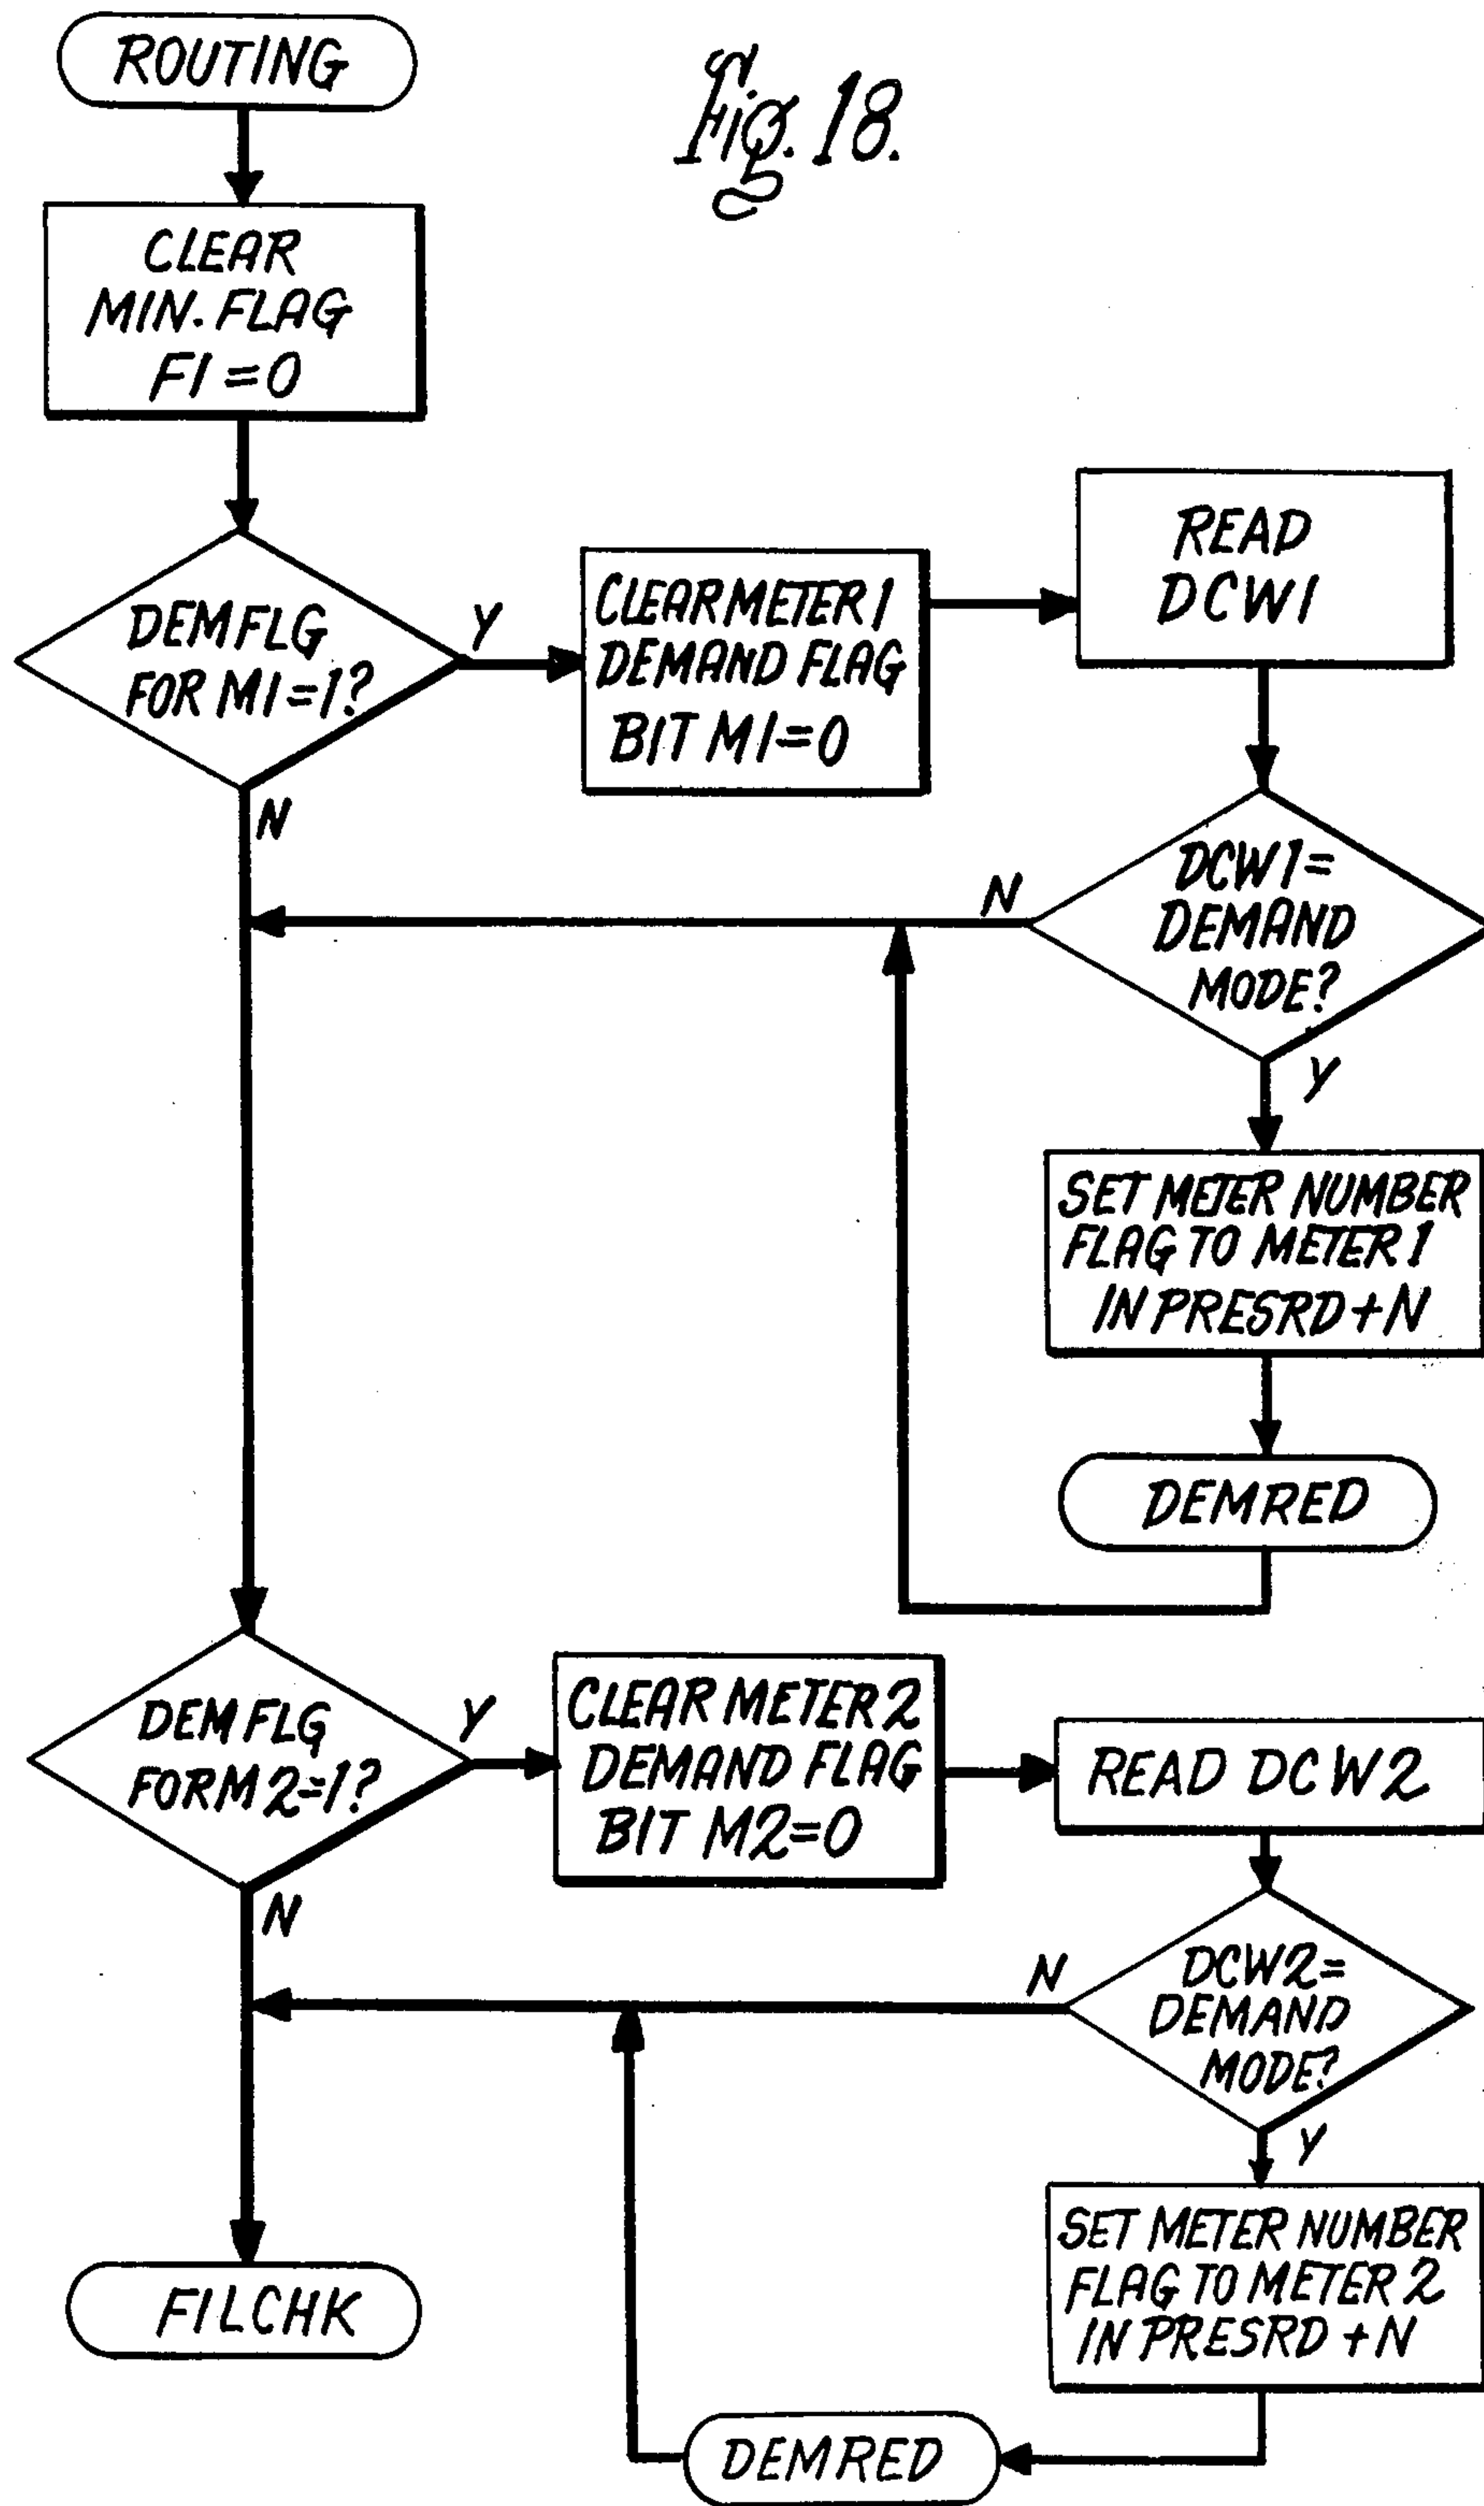 ROUTING
Fig. 18.
CLEAR
MIN. FLAG
F1=0
DEMFLG
FOR M1=1?
Y
N
CLEAR METER 1
DEMAND FLAG
BIT M1=0
READ
DCW1
DCW1=
DEMAND
MODE?
N
Y
SET METER NUMBER
FLAG TO METER 1
IN PRESRD+N
DEMRED
DEMFLG
FOR M2=1?
Y
N
CLEAR METER 2
DEMAND FLAG
BIT M2=0
READ DCW2
DCW2=
DEMAND
MODE?
N
Y
SET METER NUMBER
FLAG TO METER 2
IN PRESRD+N
FILCHK
DEMRED